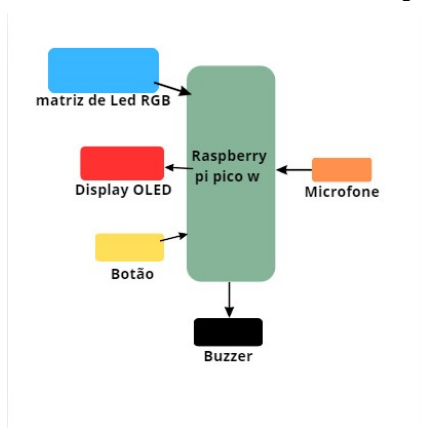 matriz de Led RGB
Raspberry
pi pico w
Display OLED
Microfone
Botão
Buzzer